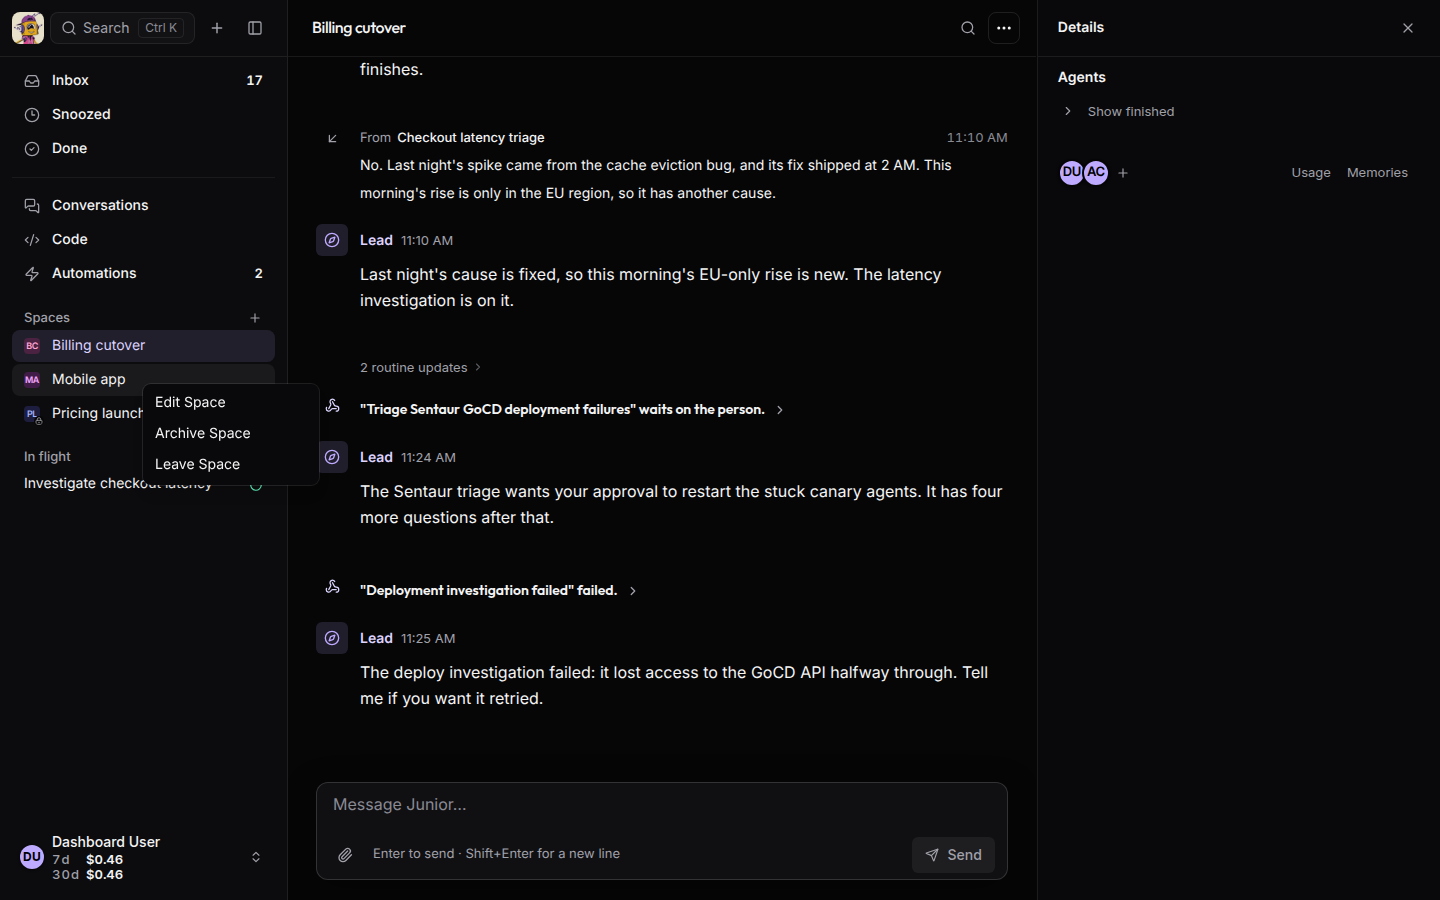 Search Ctrl K
Inbox 17
Snoozed
Done
Conversations
Code
Automations 2
Spaces
BC Billing cutover
MA Mobile app
PL Pricing launch
Edit Space
Archive Space
Leave Space
In flight
Investigate checkout latency
DU Dashboard User
7d $0.46
30d $0.46
Billing cutover
finishes.
From Checkout latency triage 11:10 AM
No. Last night's spike came from the cache eviction bug, and its fix shipped at 2 AM. This
morning's rise is only in the EU region, so it has another cause.
Lead 11:10 AM
Last night's cause is fixed, so this morning's EU-only rise is new. The latency
investigation is on it.
2 routine updates
"Triage Sentaur GoCD deployment failures" waits on the person.
Lead 11:24 AM
The Sentaur triage wants your approval to restart the stuck canary agents. It has four
more questions after that.
"Deployment investigation failed" failed.
Lead 11:25 AM
The deploy investigation failed: it lost access to the GoCD API halfway through. Tell
me if you want it retried.
Message Junior...
Enter to send · Shift+Enter for a new line
Send
Details
Agents
Show finished
DU AC
Usage Memories